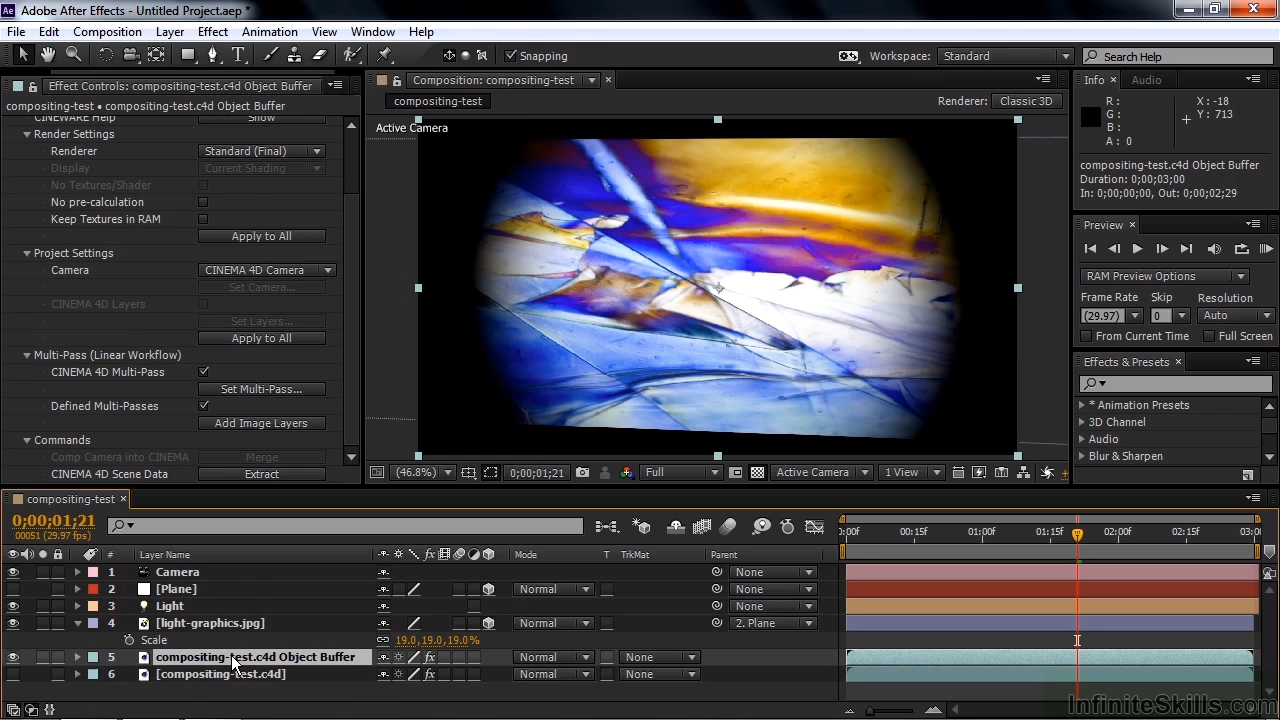 Adobe After Effects - Untitled Project.aep *
File Edit Composition Layer Effect Animation View Window Help
Snapping Workspace: Standard Search Help
Effect Controls: compositing-test.c4d Object Buffer
compositing-test • compositing-test.c4d Object Buffer
CINEWARE Help Show
Render Settings
Renderer Standard (Final)
Display Current Shading
No Textures/Shader
No pre-calculation
Keep Textures in RAM
Apply to All
Project Settings
Camera CINEMA 4D Camera
Set Camera...
CINEMA 4D Layers
Set Layers...
Apply to All
Multi-Pass (Linear Workflow)
CINEMA 4D Multi-Pass
Set Multi-Pass...
Defined Multi-Passes
Add Image Layers
Commands
Comp Camera into CINEMA Merge
CINEMA 4D Scene Data Extract
Composition: compositing-test
compositing-test Renderer: Classic 3D
Active Camera
(46.8%) 0;00;01;21 Full Active Camera 1 View
Info Audio
R : X : -18
G : Y : 713
B :
A : 0
compositing-test.c4d Object Buffer
Duration: 0;00;03;00
In: 0;00;00;00, Out: 0;00;02;29
Preview
RAM Preview Options
Frame Rate Skip Resolution
(29.97) 0 Auto
From Current Time Full Screen
Effects & Presets
* Animation Presets
3D Channel
Audio
Blur & Sharpen
compositing-test
0;00;01;21
00051 (29.97 fps)
:00f 00:15f 01:00f 01:15f 02:00f 02:15f 03:0
# Layer Name Mode T TrkMat Parent
1 Camera None
2 [Plane] Normal None
3 Light None
4 [light-graphics.jpg] Normal 2. Plane
Scale 19.0,19.0,19.0%
5 compositing-test.c4d Object Buffer Normal None
6 [compositing-test.c4d] Normal None
InfiniteSkills.com